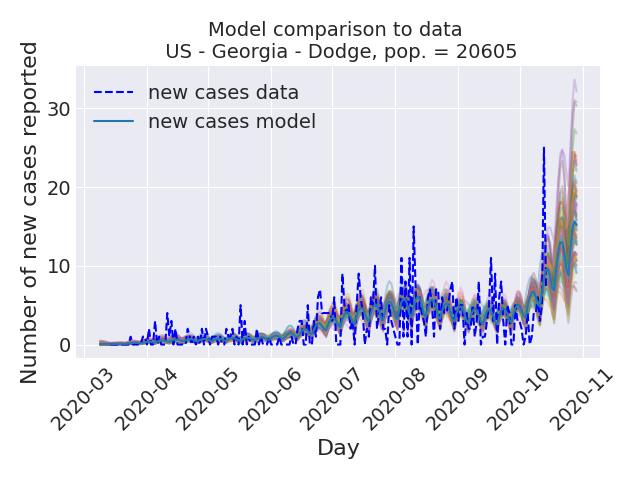 Model comparison to data
US - Georgia - Dodge, pop. = 20605
Number of new cases reported
30
20
10
0
new cases data
new cases model
2020-03
2020-04
2020-05
2020-06
2020-07
2020-08
2020-09
2020-10
2020-11
Day